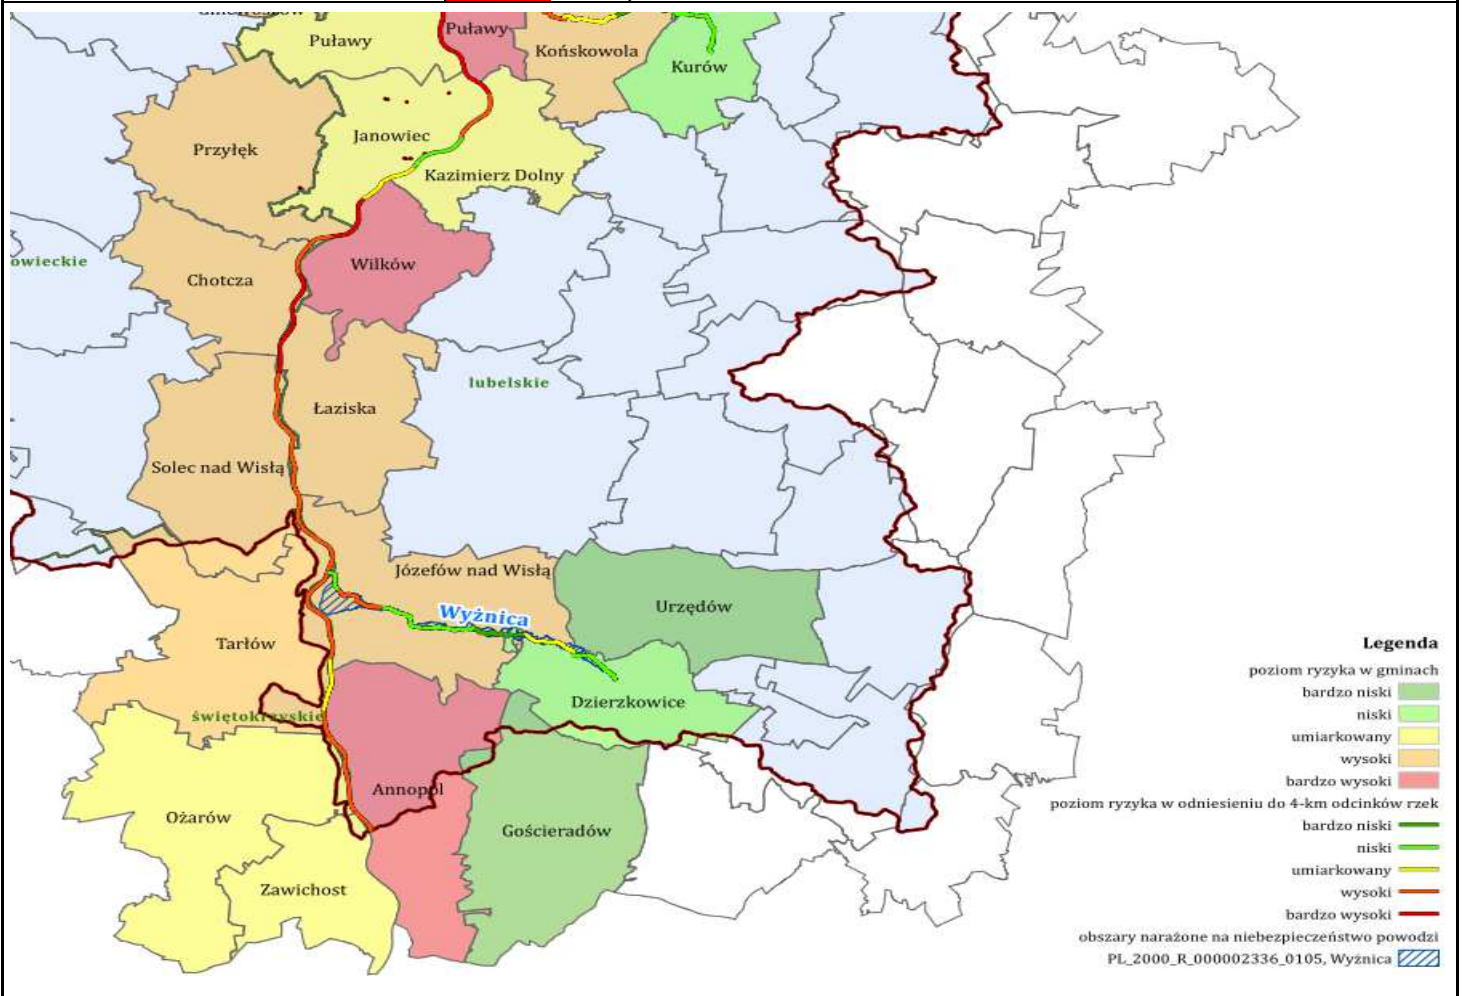 Puławy
Puławy
Końskowola
Kurów
Janowiec
Przyłęk
Kazimierz Dolny
Wilków
owieckie
Chotcza
lubelskie
Łaziska
Solec nad Wisłą
Józefów nad Wisłą
Wyżnica
Urzędów
Tarłów
Dzierzkowice
świętokrzyskie
Annopol
Ożarów
Gościeradów
Zawichost
Legenda
poziom ryzyka w gminach
bardzo niski
niski
umiarkowany
wysoki
bardzo wysoki
poziom ryzyka w odniesieniu do 4-km odcinków rzek
bardzo niski
niski
umiarkowany
wysoki
bardzo wysoki
obszary narażone na niebezpieczeństwo powodzi
PL_2000_R_000002336_0105, Wyżnica